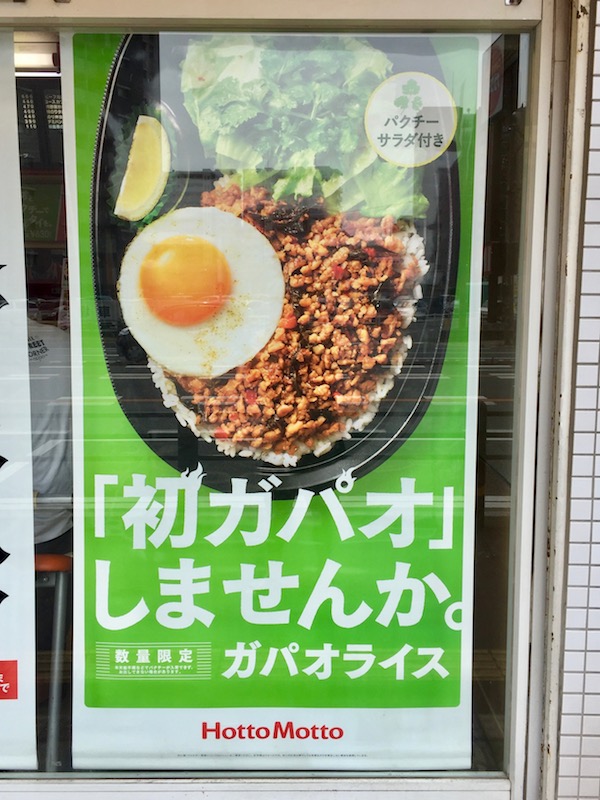 パクチー
サラダ付き
「初ガパオ」
しませんか。
数量限定
ガパオライス
HottoMotto